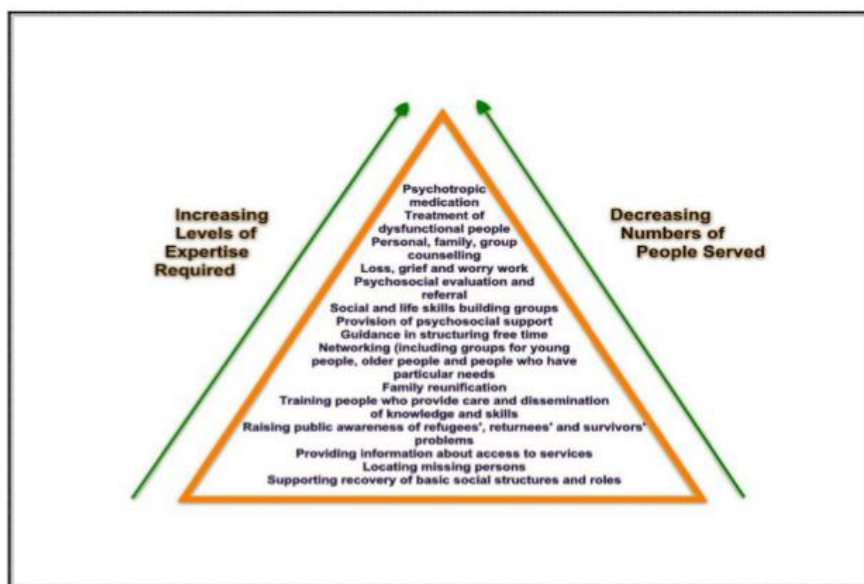 Increasing
Levels of
Expertise
Required
Psychotropic
medication
Treatment of
dysfunctional people
Personal, family, group
counselling
Loss, grief and worry work
Psychosocial evaluation and
referral
Social and life skills building groups
Provision of psychosocial support
Guidance in structuring free time
Networking (including groups for young
people, older people and people who have
particular needs
Family reunification
Training people who provide care and dissemination
of knowledge and skills
Raising public awareness of refugees', returnees' and survivors'
problems
Providing information about access to services
Locating missing persons
Supporting recovery of basic social structures and roles
Decreasing
Numbers of
People Served